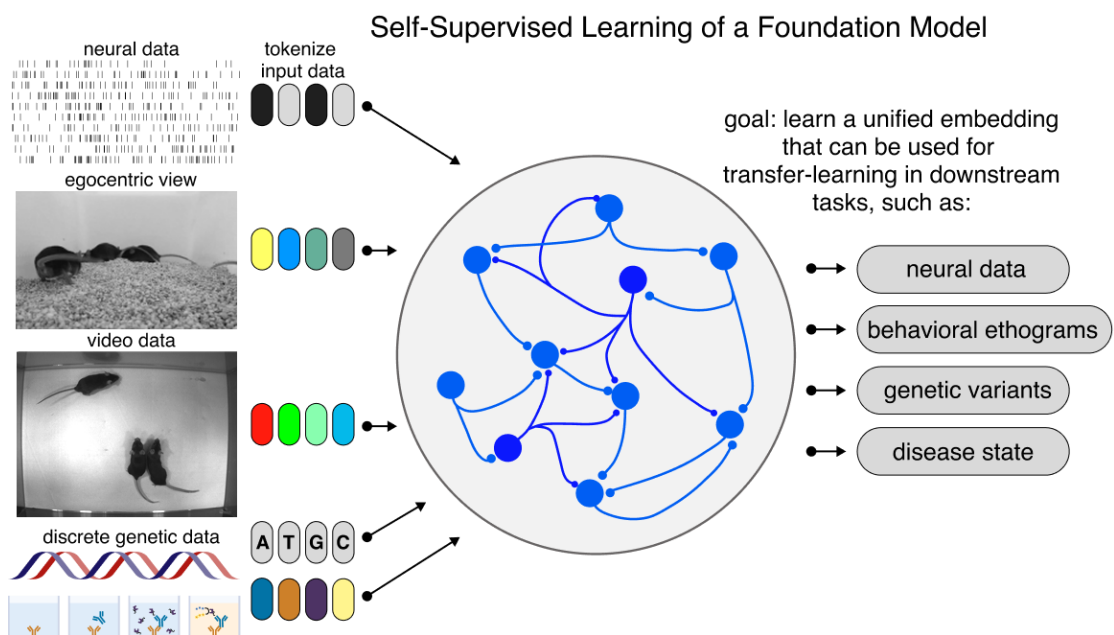 Self-Supervised Learning of a Foundation Model
neural data
tokenize
input data
egocentric view
video data
discrete genetic data
A T G C
goal: learn a unified embedding
that can be used for
transfer-learning in downstream
tasks, such as:
neural data
behavioral ethograms
genetic variants
disease state